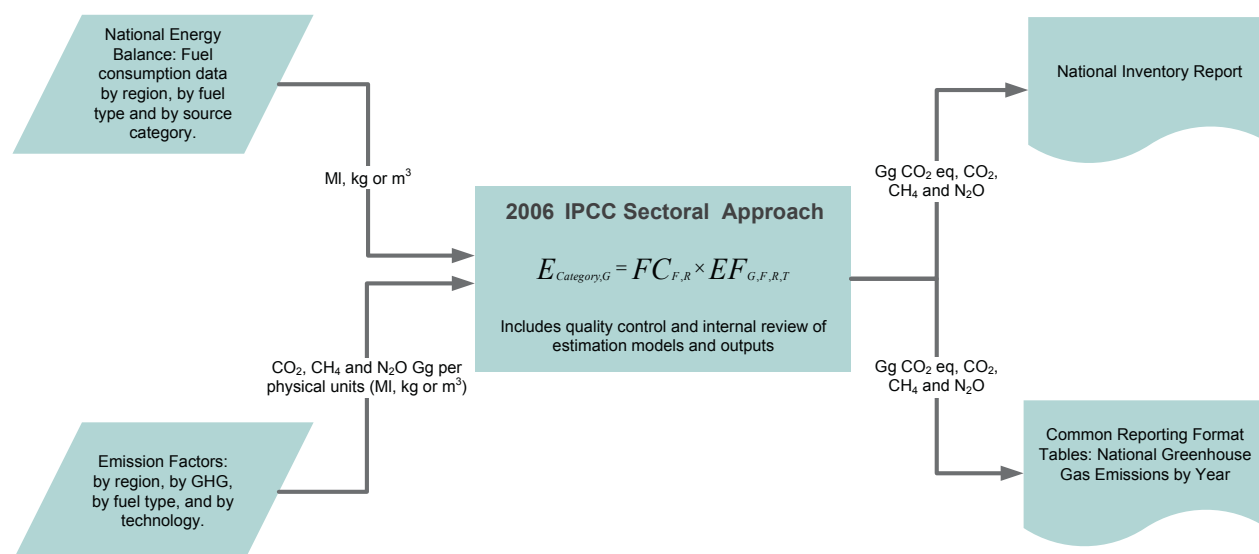 National Energy
Balance: Fuel
consumption data
by region, by fuel
type and by source
category.
Ml, kg or m³
2006 IPCC Sectoral Approach
E Category,G = FC F,R × EF G,F,R,T
Includes quality control and internal review of
estimation models and outputs
CO₂, CH₄ and N₂O Gg per
physical units (Ml, kg or m³)
Emission Factors:
by region, by GHG,
by fuel type, and by
technology.
National Inventory Report
Gg CO₂ eq, CO₂,
CH₄ and N₂O
Gg CO₂ eq, CO₂,
CH₄ and N₂O
Common Reporting Format
Tables: National Greenhouse
Gas Emissions by Year